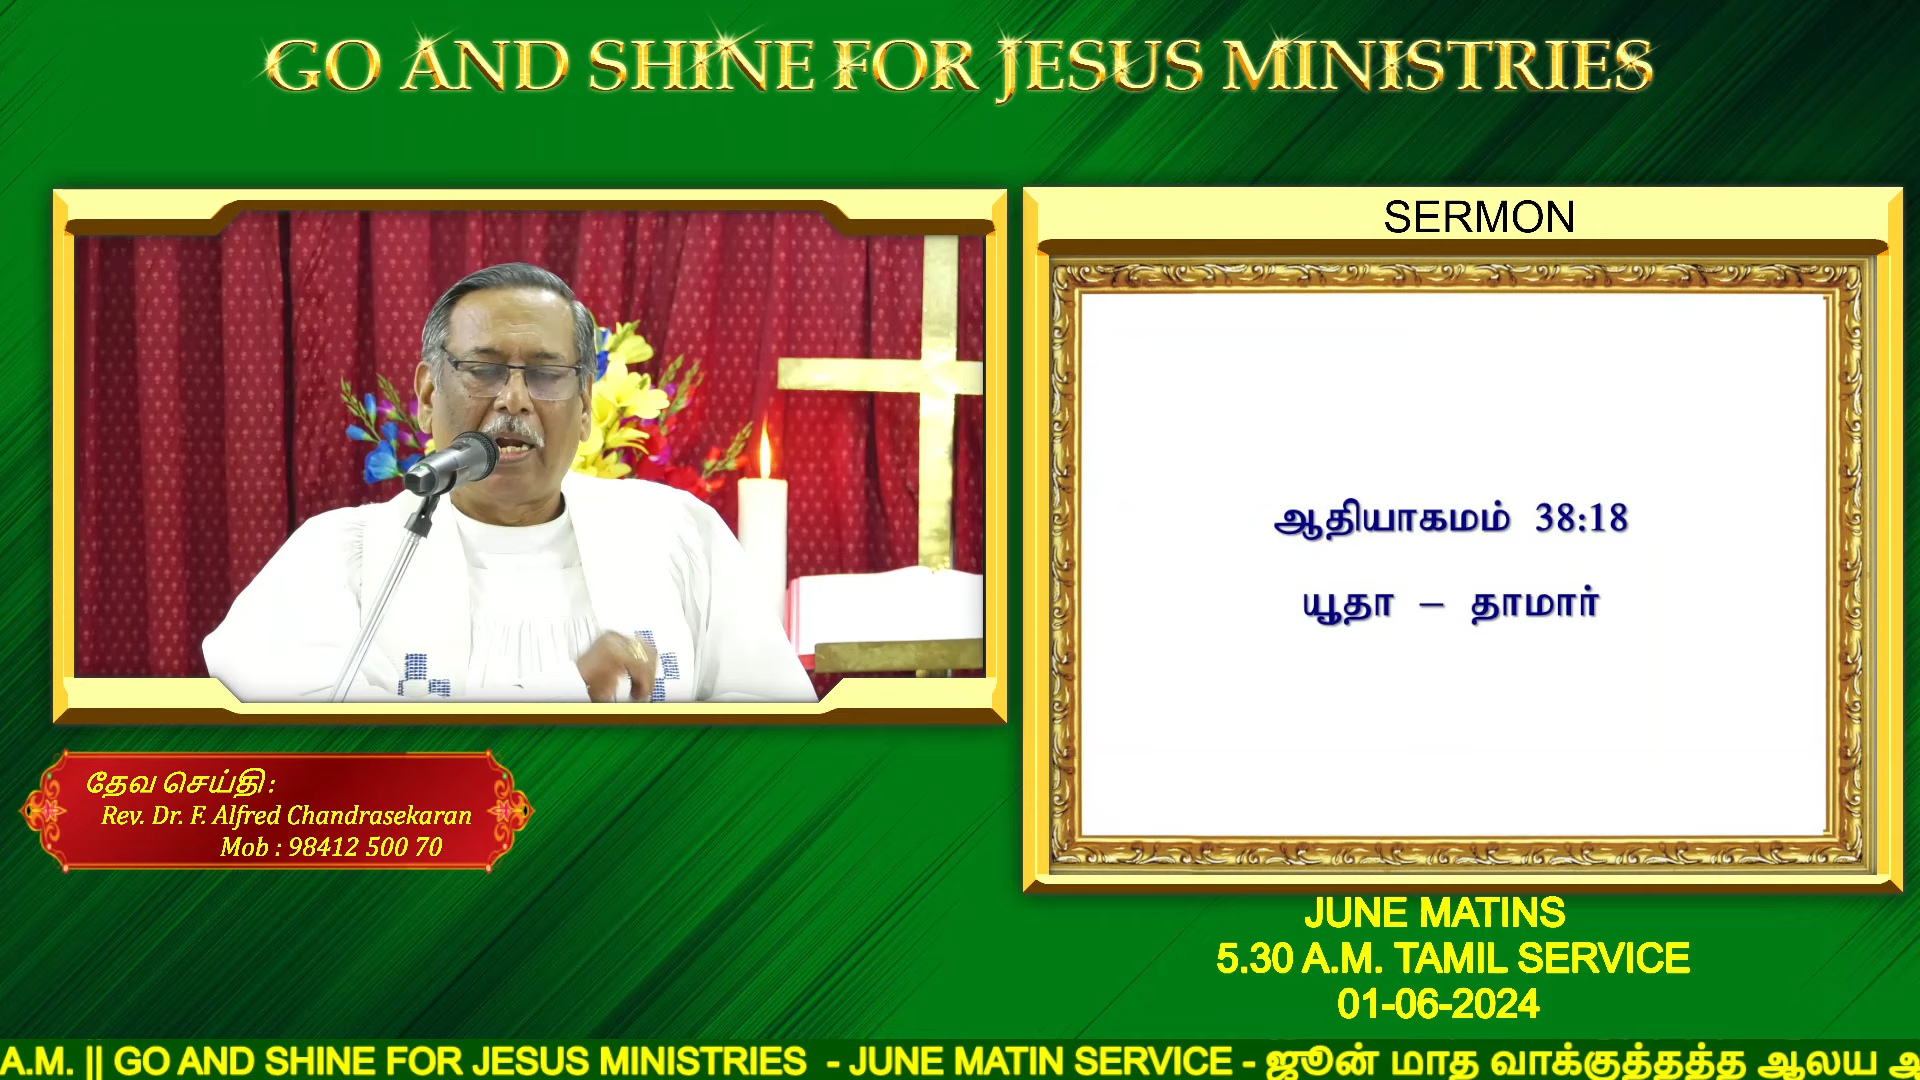 GO AND SHINE FOR JESUS MINISTRIES
SERMON
ஆதியாகமம் 38:18
யூதா – தாமார்
தேவ செய்தி :
Rev. Dr. F. Alfred Chandrasekaran
Mob : 98412 500 70
JUNE MATINS
5.30 A.M. TAMIL SERVICE
01-06-2024
A.M. || GO AND SHINE FOR JESUS MINISTRIES - JUNE MATIN SERVICE - ஜூன் மாத வாக்குத்தத்த ஆலய